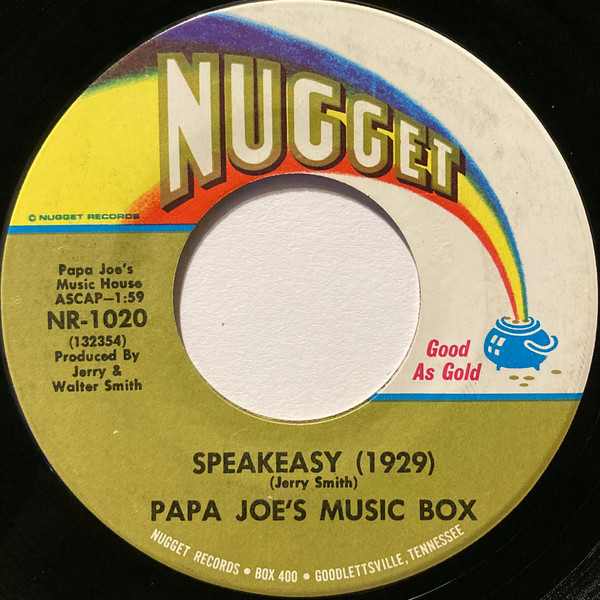 NUGGET
© NUGGET RECORDS
Papa Joe's
Music House
ASCAP–1:59
NR-1020
(132354)
Produced By
Jerry &
Walter Smith
Good
As Gold
SPEAKEASY (1929)
(Jerry Smith)
PAPA JOE'S MUSIC BOX
NUGGET RECORDS • BOX 400 • GOODLETTSVILLE, TENNESSEE